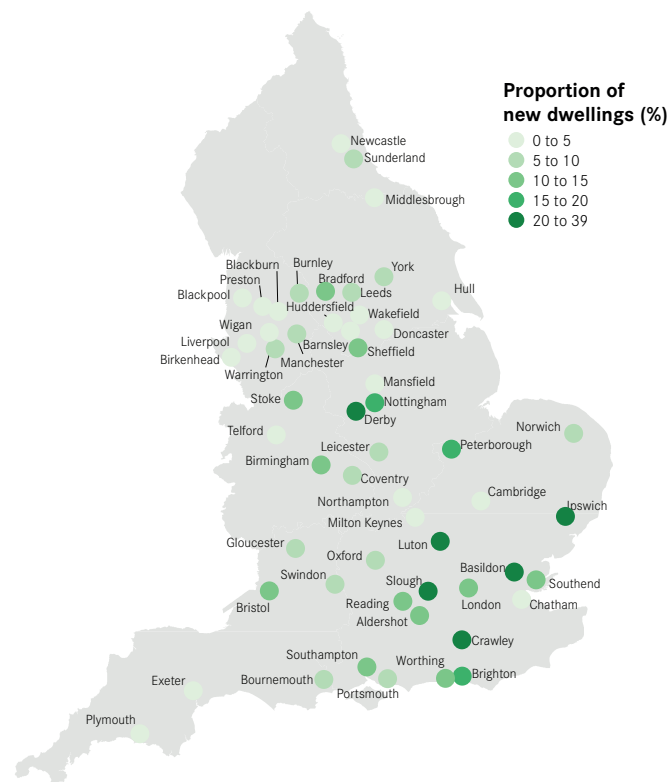 Proportion of
new dwellings (%)
0 to 5
5 to 10
10 to 15
15 to 20
20 to 39
Newcastle
Sunderland
Middlesbrough
Blackburn
Burnley
Preston
Bradford
York
Blackpool
Leeds
Hull
Huddersfield
Wakefield
Wigan
Doncaster
Liverpool
Barnsley
Sheffield
Birkenhead
Manchester
Warrington
Mansfield
Stoke
Nottingham
Derby
Telford
Norwich
Leicester
Peterborough
Birmingham
Coventry
Cambridge
Northampton
Ipswich
Milton Keynes
Gloucester
Luton
Oxford
Basildon
Swindon
Slough
Southend
Reading
London
Chatham
Bristol
Aldershot
Crawley
Southampton
Worthing
Brighton
Exeter
Bournemouth
Portsmouth
Plymouth